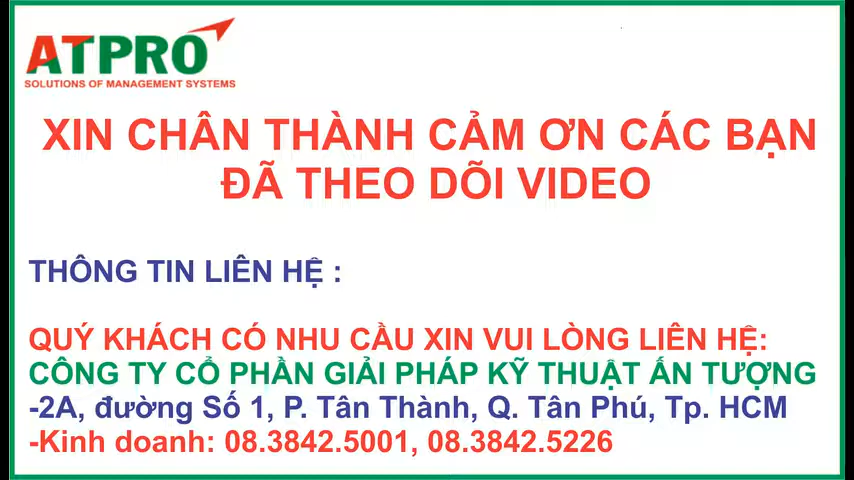 ATPRO
SOLUTIONS OF MANAGEMENT SYSTEMS
XIN CHÂN THÀNH CẢM ƠN CÁC BẠN
ĐÃ THEO DÕI VIDEO
THÔNG TIN LIÊN HỆ :
QUÝ KHÁCH CÓ NHU CẦU XIN VUI LÒNG LIÊN HỆ:
CÔNG TY CỔ PHẦN GIẢI PHÁP KỸ THUẬT ẤN TƯỢNG
-2A, đường Số 1, P. Tân Thành, Q. Tân Phú, Tp. HCM
-Kinh doanh: 08.3842.5001, 08.3842.5226